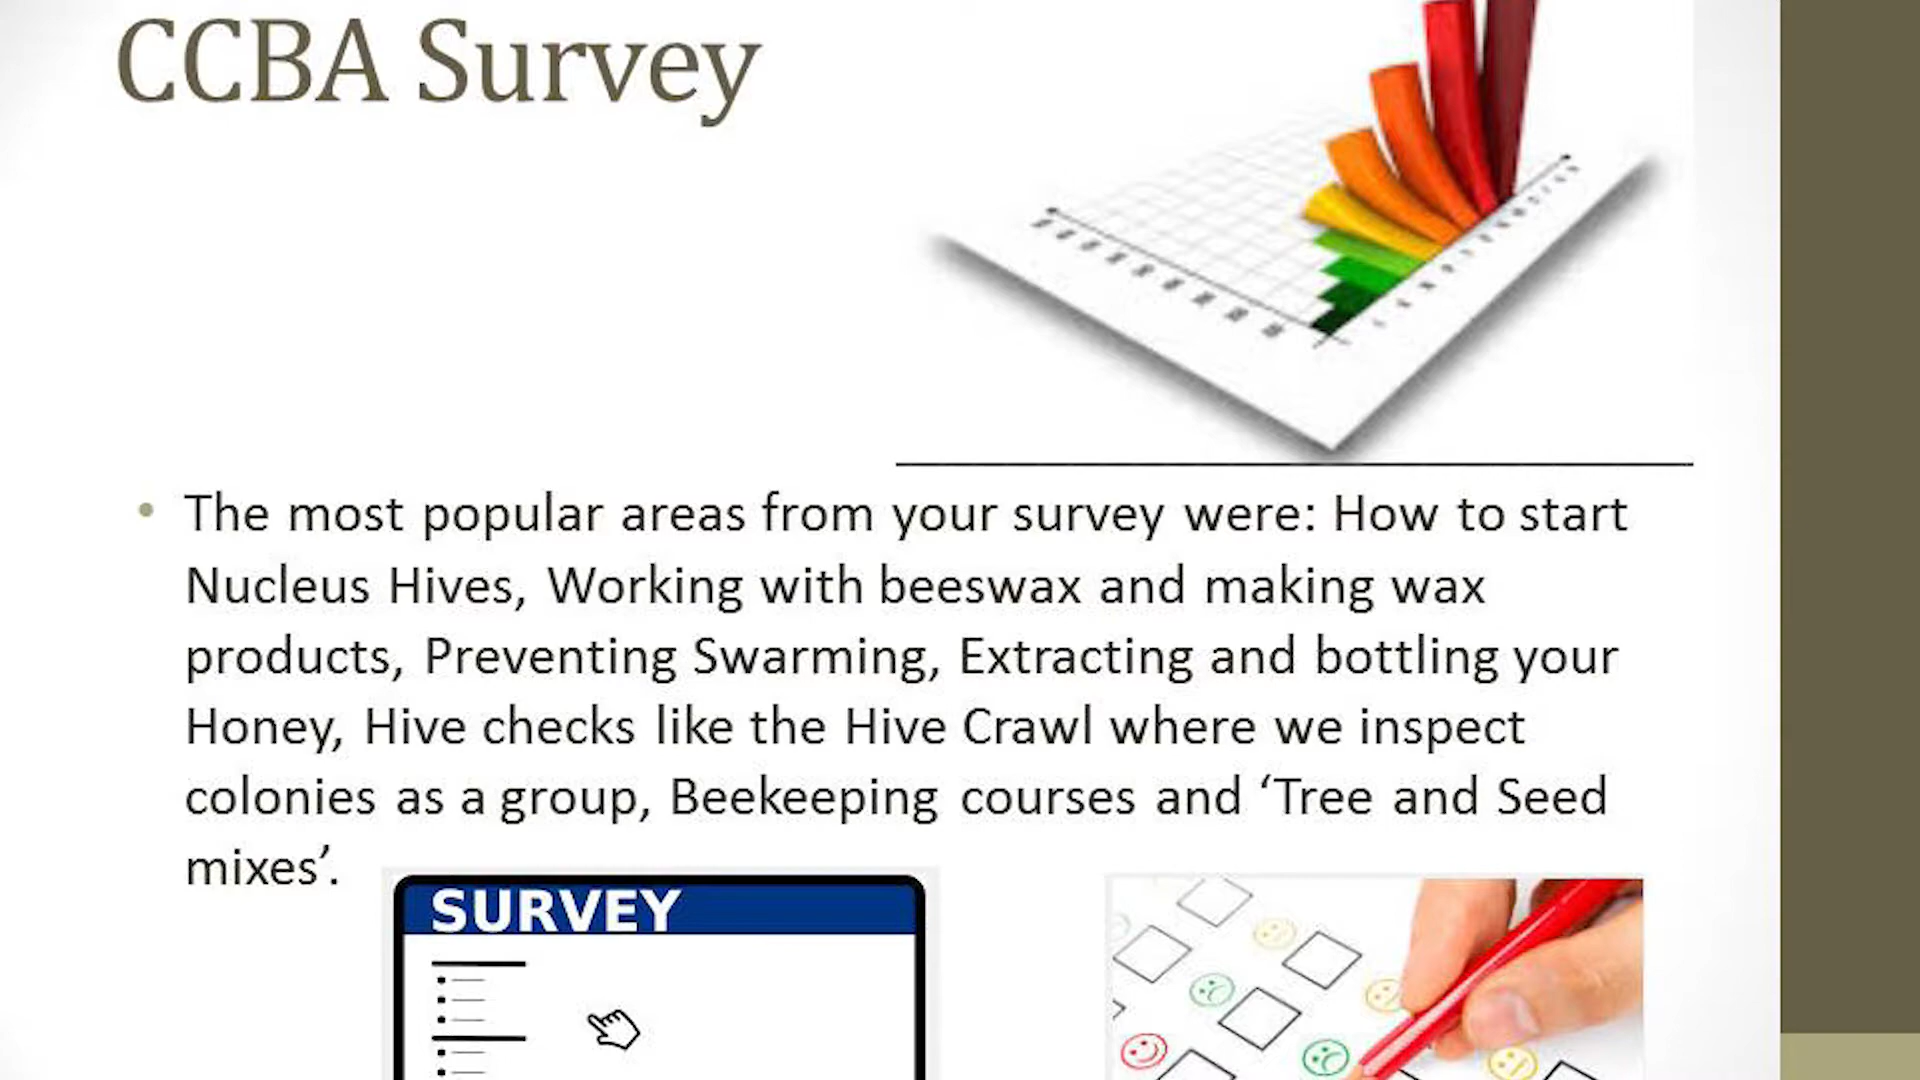 CCBA Survey
• The most popular areas from your survey were: How to start
Nucleus Hives, Working with beeswax and making wax
products, Preventing Swarming, Extracting and bottling your
Honey, Hive checks like the Hive Crawl where we inspect
colonies as a group, Beekeeping courses and ‘Tree and Seed
mixes’.
SURVEY